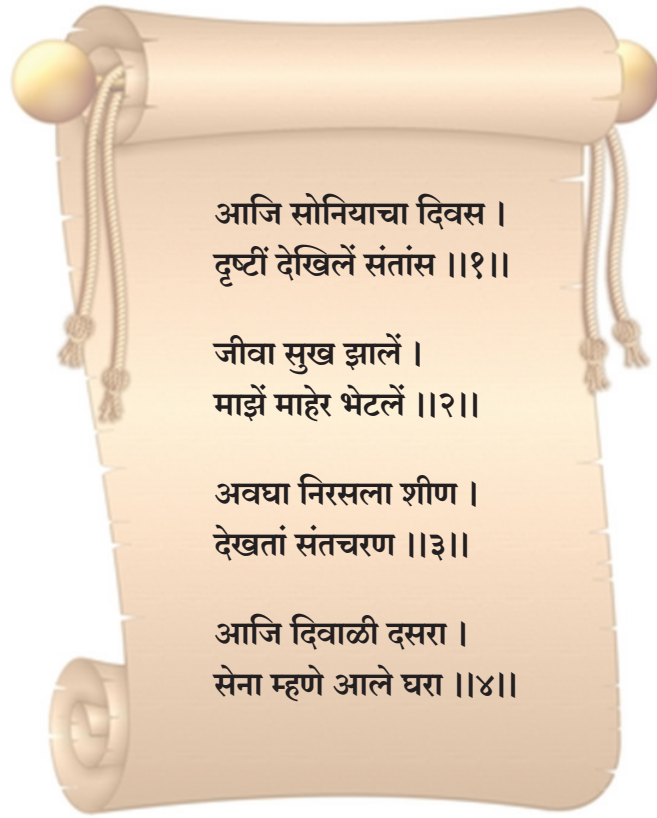 आजि सोनियाचा दिवस ।
दृष्टीं देखिलें संतांस ।।१।।
जीवा सुख झालें ।
माझें माहेर भेटलें ।।२।।
अवघा निरसला शीण ।
देखतां संतचरण ।।३।।
आजि दिवाळी दसरा ।
सेना म्हणे आले घरा ।।४।।